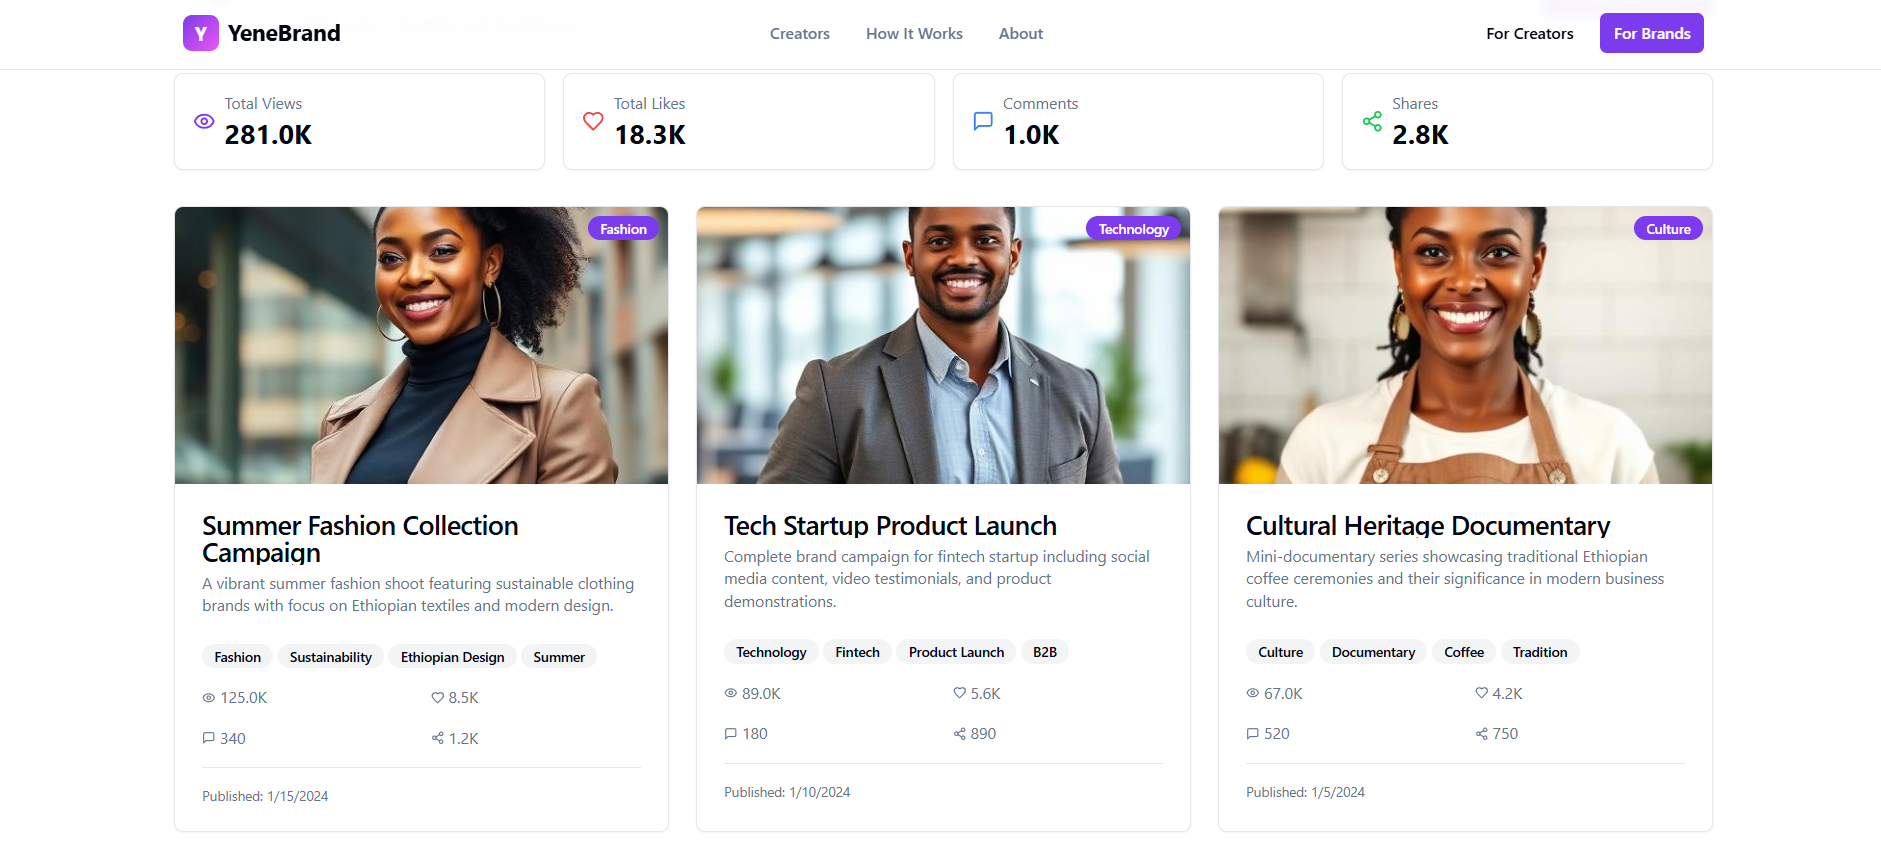 Y YeneBrand
Creators How It Works About
For Creators For Brands
Total Views
281.0K
Total Likes
18.3K
Comments
1.0K
Shares
2.8K
Fashion
Summer Fashion Collection
Campaign
A vibrant summer fashion shoot featuring sustainable clothing
brands with focus on Ethiopian textiles and modern design.
Fashion Sustainability Ethiopian Design Summer
125.0K 8.5K
340 1.2K
Published: 1/15/2024
Technology
Tech Startup Product Launch
Complete brand campaign for fintech startup including social
media content, video testimonials, and product
demonstrations.
Technology Fintech Product Launch B2B
89.0K 5.6K
180 890
Published: 1/10/2024
Culture
Cultural Heritage Documentary
Mini-documentary series showcasing traditional Ethiopian
coffee ceremonies and their significance in modern business
culture.
Culture Documentary Coffee Tradition
67.0K 4.2K
520 750
Published: 1/5/2024